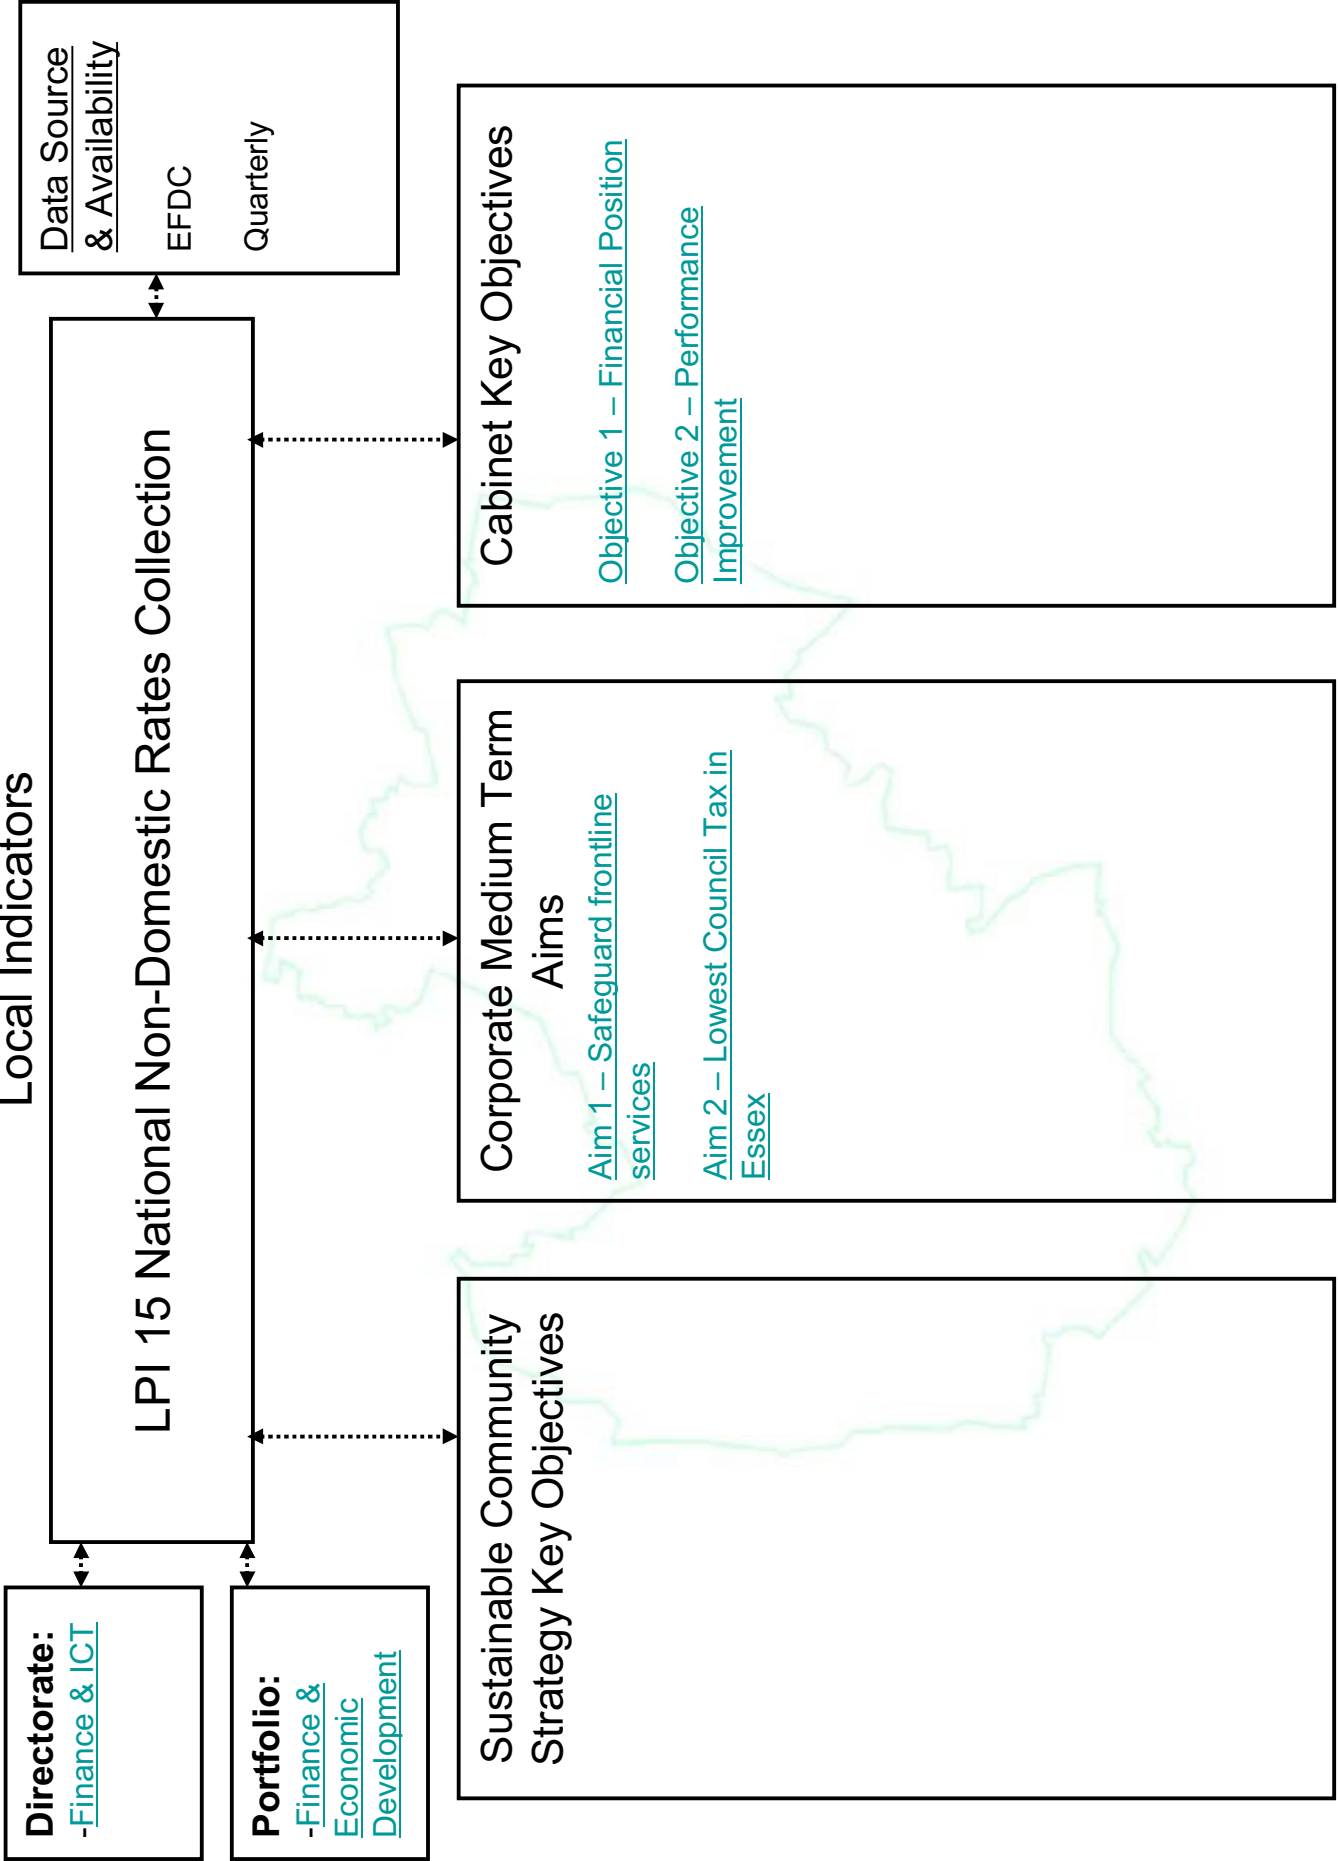 Local Indicators
Directorate:
-Finance & ICT
Portfolio:
-Finance &
Economic
Development
LPI 15 National Non-Domestic Rates Collection
Data Source
& Availability
EFDC
Quarterly
Sustainable Community
Strategy Key Objectives
Corporate Medium Term
Aims
Aim 1 – Safeguard frontline
services
Aim 2 – Lowest Council Tax in
Essex
Cabinet Key Objectives
Objective 1 – Financial Position
Objective 2 – Performance
Improvement